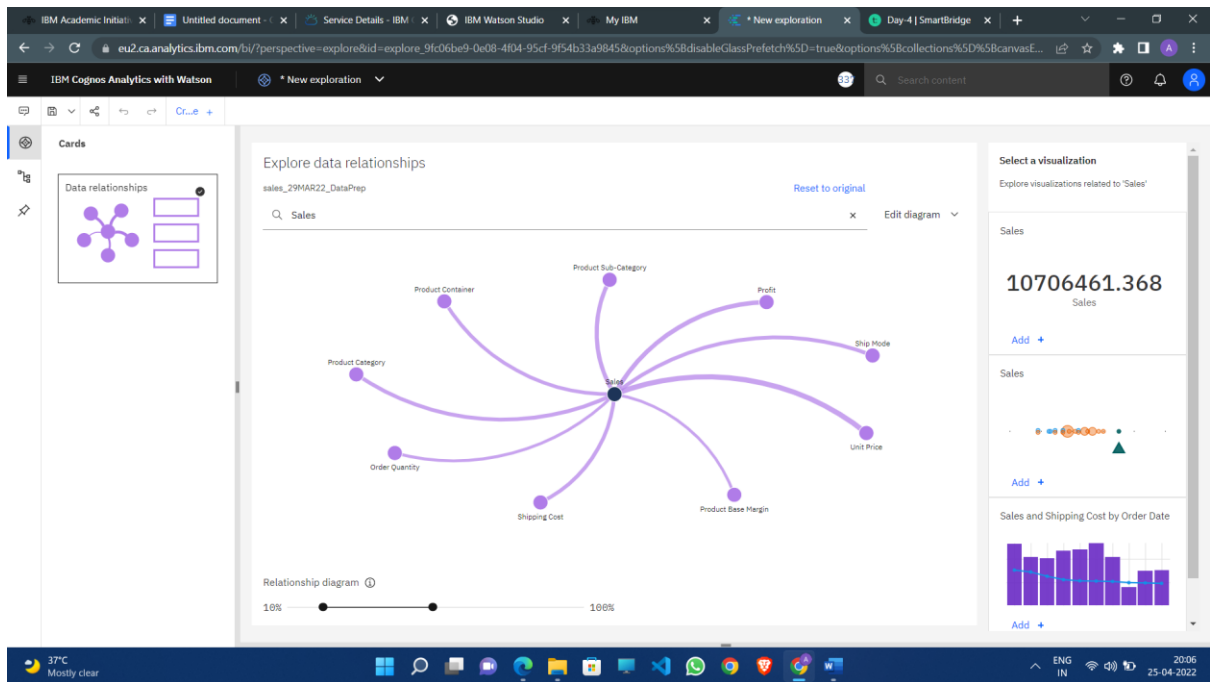 IBM Academic Initiati
Untitled document - G
Service Details - IBM
IBM Watson Studio
My IBM
* New exploration
Day-4 | SmartBridge
eu2.ca.analytics.ibm.com/bi/?perspective=explore&id=explore_9fc06be9-0e08-4f04-95cf-9f54b33a9845&options%5BdisableGlassPrefetch%5D=true&options%5Bcollections%5D%5BcanvasE...
IBM Cognos Analytics with Watson
* New exploration
Search content
Cr...e +
Cards
Data relationships
Explore data relationships
sales_29MAR22_DataPrep
Reset to original
Sales
Edit diagram
Product Sub-Category
Product Container
Profit
Ship Mode
Product Category
Sales
Unit Price
Order Quantity
Product Base Margin
Shipping Cost
Relationship diagram
10%
100%
Select a visualization
Explore visualizations related to 'Sales'
Sales
10706461.368
Sales
Add +
Sales
Add +
Sales and Shipping Cost by Order Date
Add +
37°C
Mostly clear
ENG
IN
20:06
25-04-2022